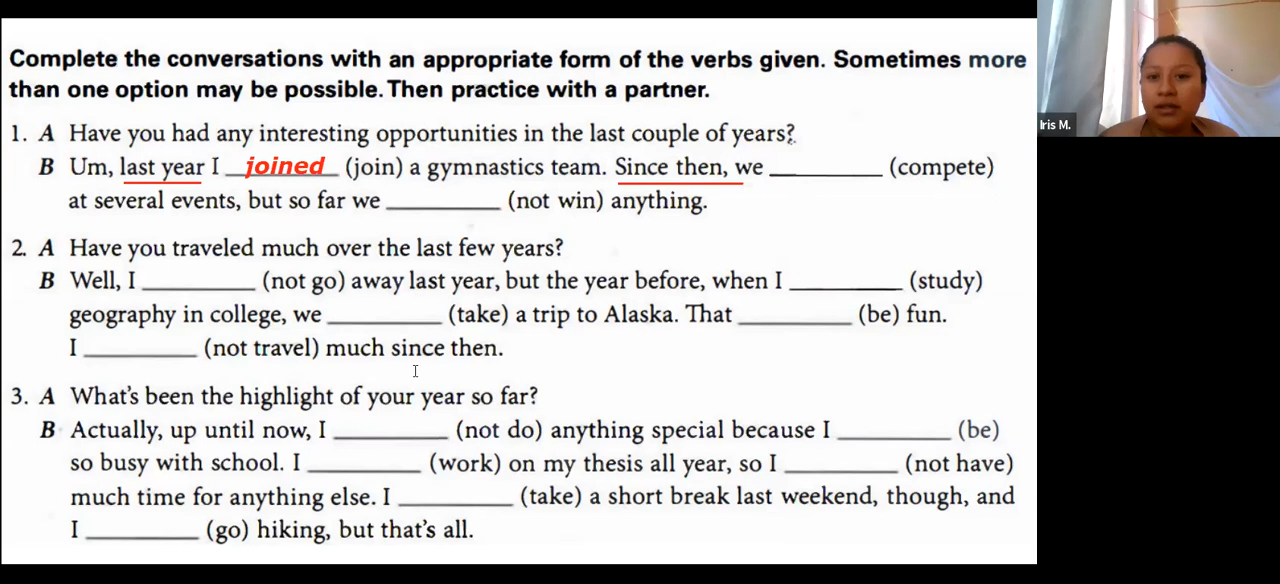 Complete the conversations with an appropriate form of the verbs given. Sometimes more
than one option may be possible. Then practice with a partner.
1. A Have you had any interesting opportunities in the last couple of years?
B Um, last year I joined (join) a gymnastics team. Since then, we ________ (compete)
at several events, but so far we ________ (not win) anything.
2. A Have you traveled much over the last few years?
B Well, I ________ (not go) away last year, but the year before, when I ________ (study)
geography in college, we ________ (take) a trip to Alaska. That ________ (be) fun.
I ________ (not travel) much since then.
3. A What's been the highlight of your year so far?
B Actually, up until now, I ________ (not do) anything special because I ________ (be)
so busy with school. I ________ (work) on my thesis all year, so I ________ (not have)
much time for anything else. I ________ (take) a short break last weekend, though, and
I ________ (go) hiking, but that's all.
Iris M.